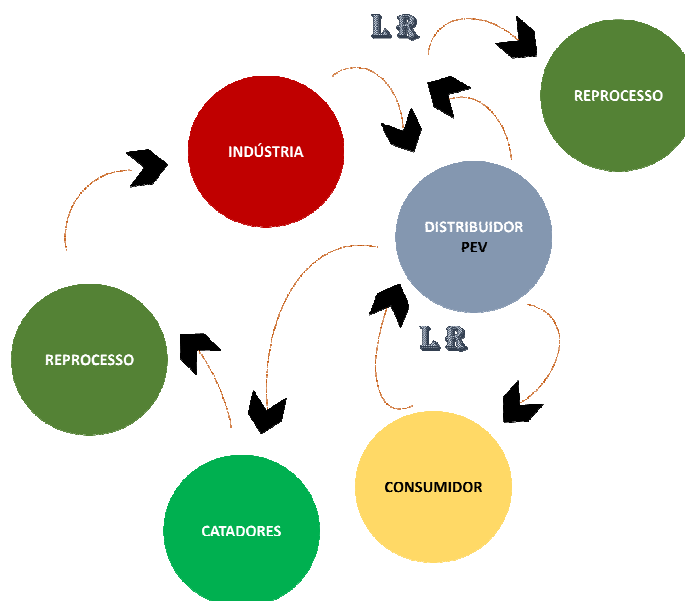 L R
REPROCESSO
INDÚSTRIA
DISTRIBUIDOR
PEV
L R
REPROCESSO
CONSUMIDOR
CATADORES